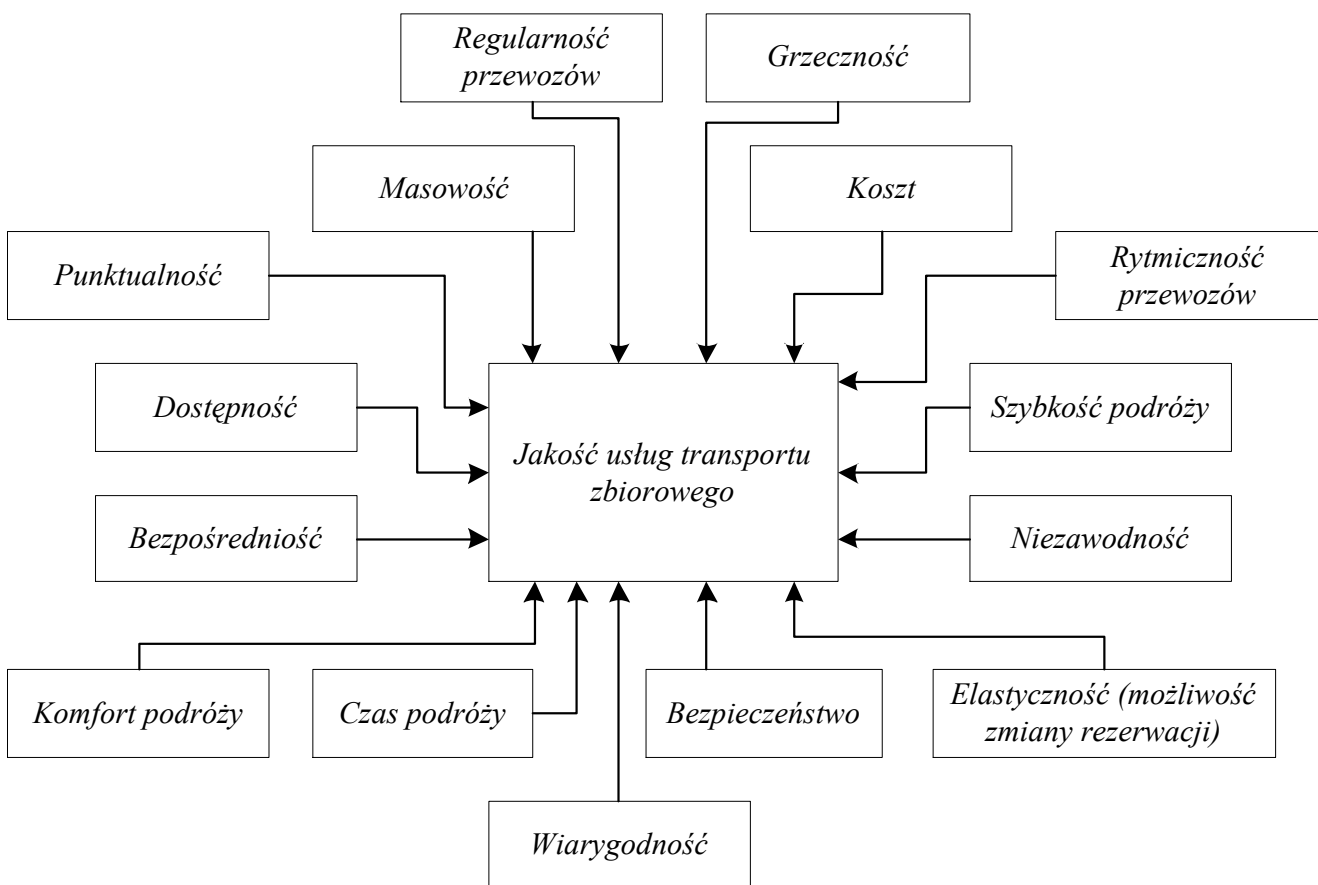 Regularność
przewozów
Grzeczność
Masowość
Koszt
Punktualność
Rytmiczność
przewozów
Dostępność
Szybkość podróży
Jakość usług transportu
zbiorowego
Bezpośredniość
Niezawodność
Komfort podróży
Czas podróży
Bezpieczeństwo
Elastyczność (możliwość
zmiany rezerwacji)
Wiarygodność